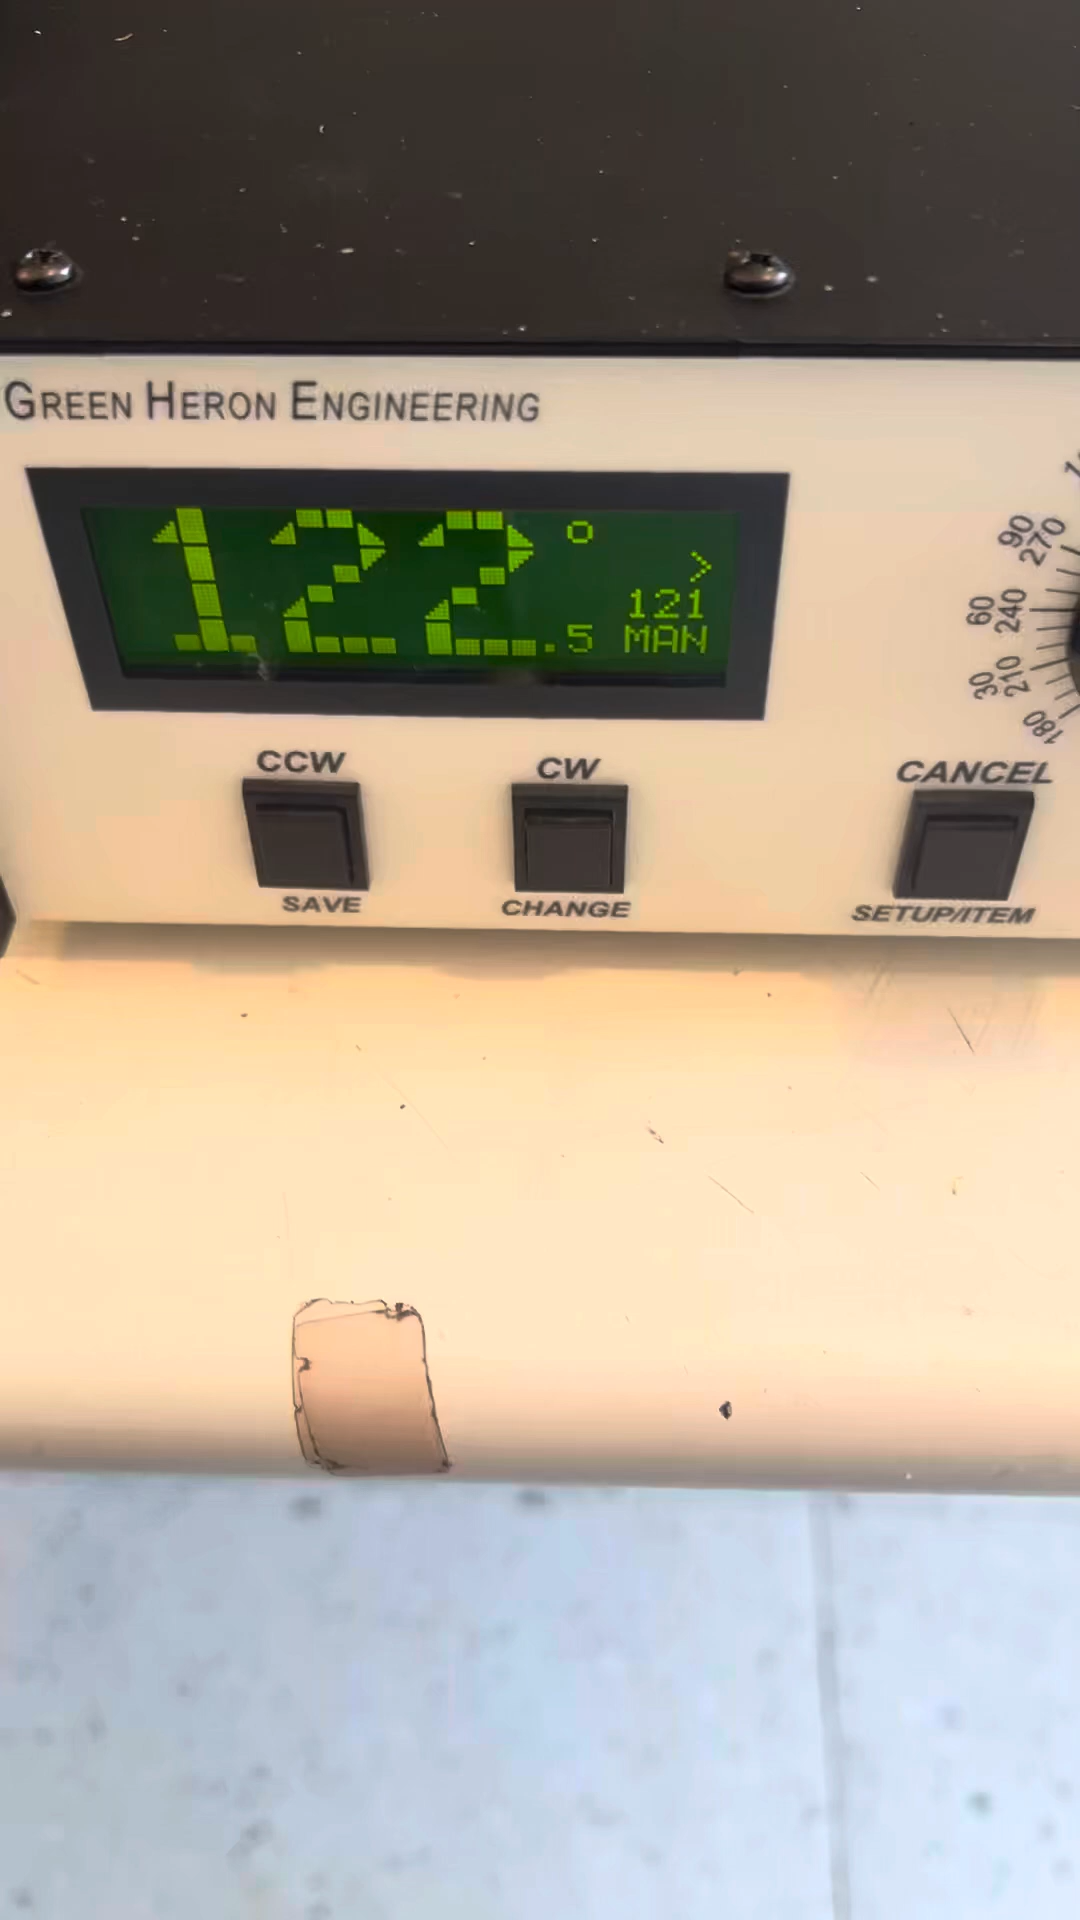 GREEN HERON ENGINEERING
122.5°
>
121
MAN
CCW
CW
CANCEL
SAVE
CHANGE
SETUP/ITEM
90
270
60
240
30
210
180